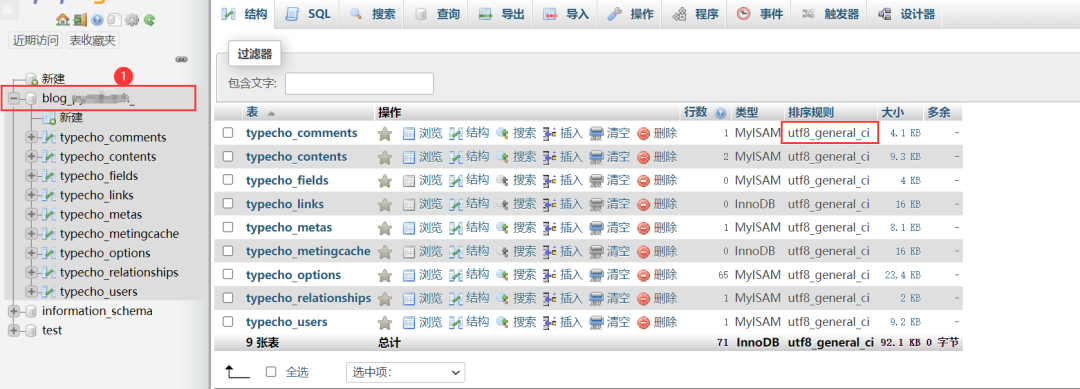 近期访问 表收藏夹
新建
1
blog_
新建
typecho_comments
typecho_contents
typecho_fields
typecho_links
typecho_metas
typecho_metingcache
typecho_options
typecho_relationships
typecho_users
information_schema
test
结构 SQL 搜索 查询 导出 导入 操作 程序 事件 触发器 设计器
过滤器
包含文字:
表 操作 行数 类型 排序规则 大小 多余
typecho_comments 浏览 结构 搜索 插入 清空 删除 1 MyISAM utf8_general_ci 4.1 KB -
typecho_contents 浏览 结构 搜索 插入 清空 删除 2 MyISAM utf8_general_ci 9.3 KB -
typecho_fields 浏览 结构 搜索 插入 清空 删除 0 MyISAM utf8_general_ci 4 KB -
typecho_links 浏览 结构 搜索 插入 清空 删除 0 InnoDB utf8_general_ci 16 KB -
typecho_metas 浏览 结构 搜索 插入 清空 删除 1 MyISAM utf8_general_ci 8.1 KB -
typecho_metingcache 浏览 结构 搜索 插入 清空 删除 0 InnoDB utf8_general_ci 16 KB -
typecho_options 浏览 结构 搜索 插入 清空 删除 65 MyISAM utf8_general_ci 23.4 KB -
typecho_relationships 浏览 结构 搜索 插入 清空 删除 1 MyISAM utf8_general_ci 2 KB -
typecho_users 浏览 结构 搜索 插入 清空 删除 1 MyISAM utf8_general_ci 9.2 KB -
9 张表 总计 71 InnoDB utf8_general_ci 92.1 KB 0 字节
全选 选中项: